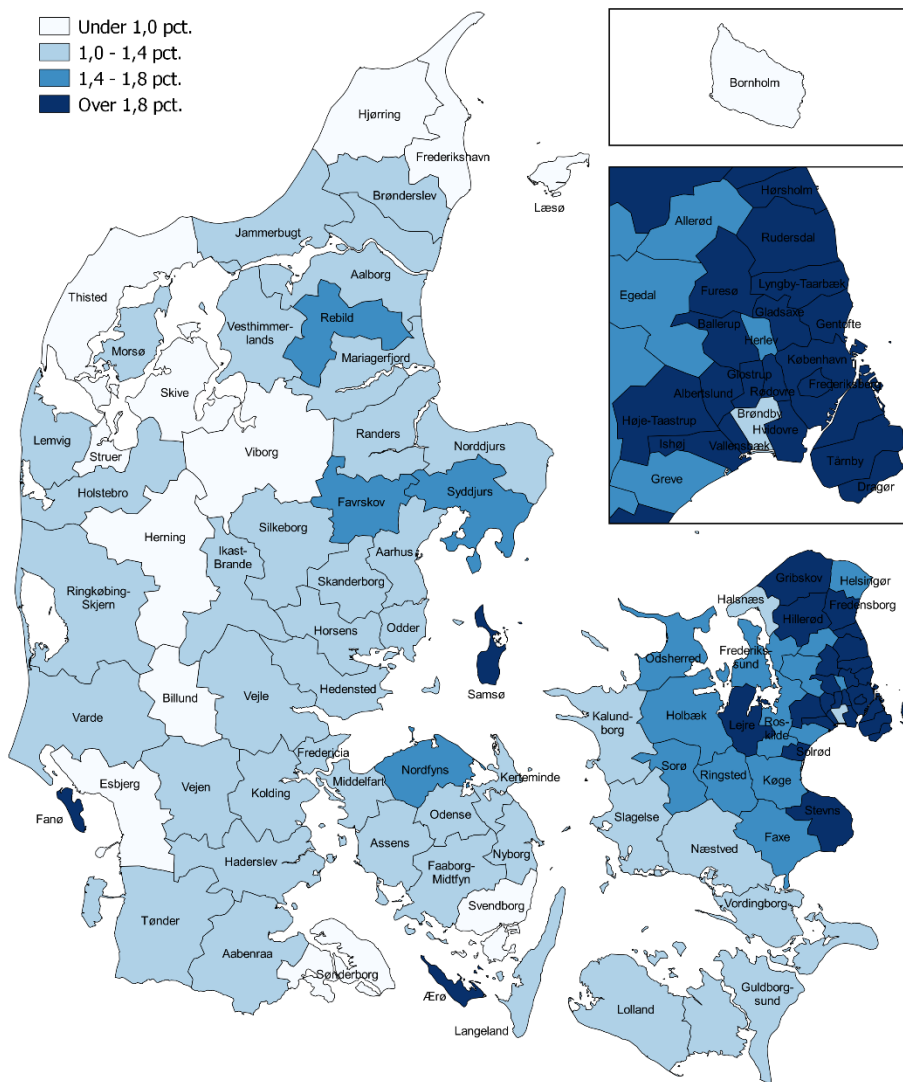 Under 1,0 pct.
1,0 - 1,4 pct.
1,4 - 1,8 pct.
Over 1,8 pct.
Bornholm
Hjørring
Frederikshavn
Læsø
Brønderslev
Jammerbugt
Aalborg
Thisted
Rebild
Vesthimmer-
lands
Morsø
Mariagerfjord
Skive
Randers
Norddjurs
Lemvig
Struer
Viborg
Holstebro
Favrskov
Syddjurs
Silkeborg
Herning
Aarhus
Ikast-
Brande
Skanderborg
Ringkøbing-
Skjern
Horsens
Odder
Hedensted
Samsø
Billund
Vejle
Varde
Fredericia
Esbjerg
Vejen
Kolding
Middelfart
Nordfyns
Kerteminde
Fanø
Odense
Assens
Nyborg
Haderslev
Faaborg-
Midtfyn
Svendborg
Tønder
Aabenraa
Sønderborg
Ærø
Langeland
Hørsholm
Allerød
Rudersdal
Egedal
Furesø
Lyngby-Taarbæk
Gladsaxe
Ballerup
Gentofte
Herlev
København
Glostrup
Frederiksberg
Albertslund
Rødovre
Høje-Taastrup
Brøndby
Hvidovre
Ishøj
Vallensbæk
Tårnby
Greve
Dragør
Gribskov
Helsingør
Halsnæs
Fredensborg
Hillerød
Frederiks-
sund
Odsherred
Kalund-
borg
Holbæk
Lejre
Ros-
kilde
Solrød
Sorø
Ringsted
Køge
Stevns
Slagelse
Næstved
Faxe
Vordingborg
Guldborg-
sund
Lolland